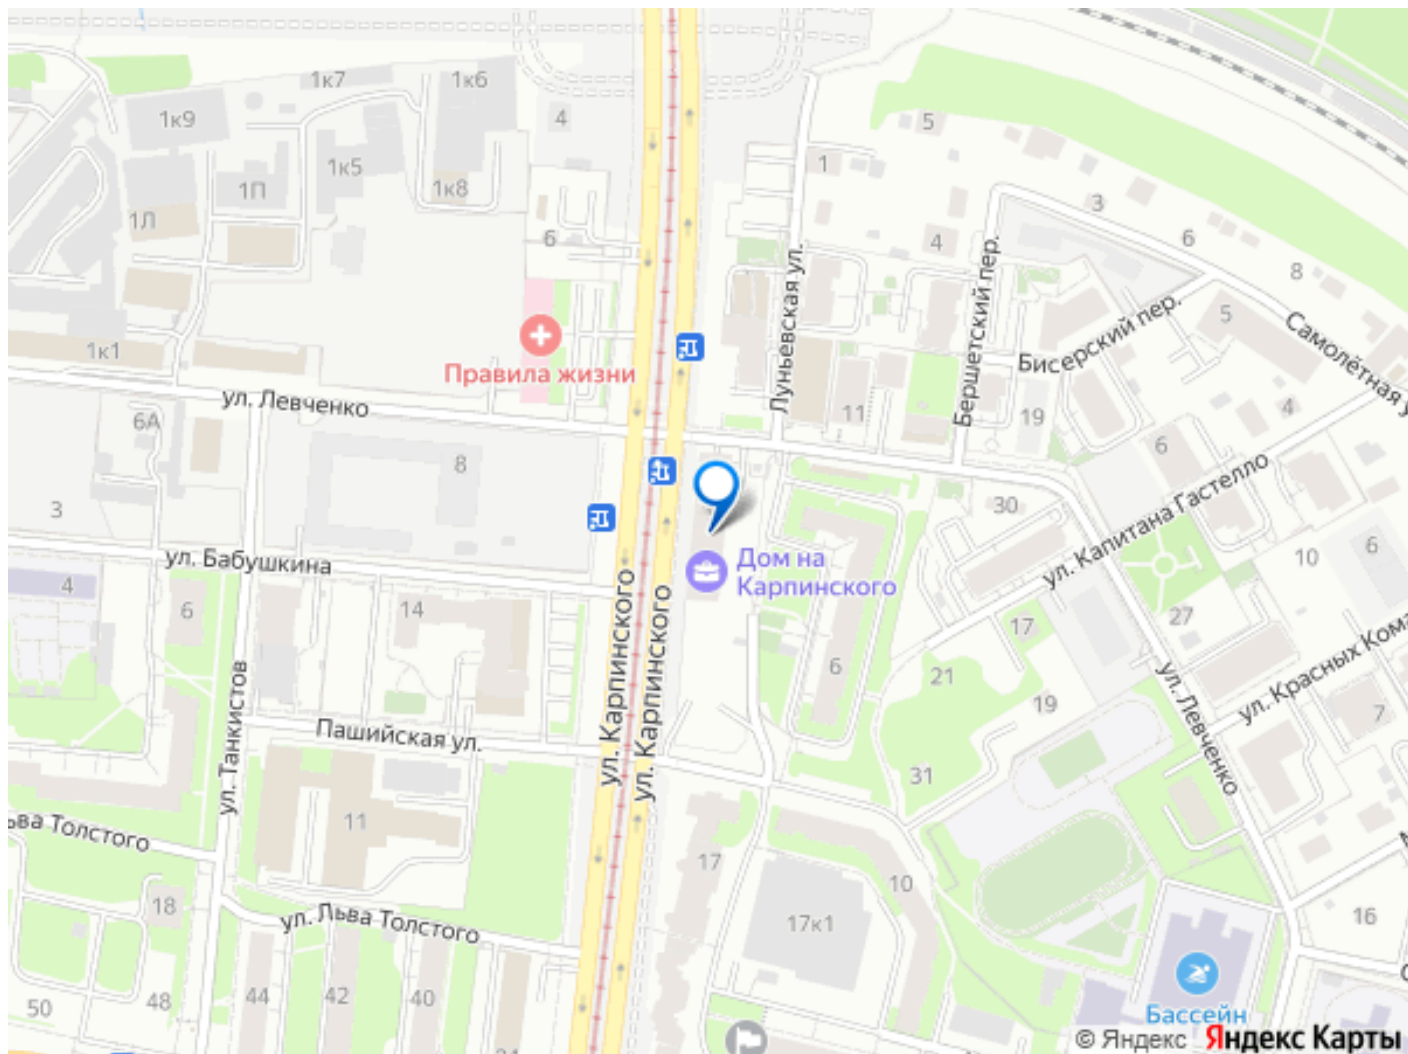 1к7
1к6
1к9
4
5
1к5
1П
1к8
1
1Л
3
6
4
6
8
Луньевская ул.
Бершетский пер.
Бисерский пер.
5
Самолётная у
1к1
Правила жизни
ул. Левченко
6А
11
19
4
8
6
3
30
ул. Капитана Гастелло
ул. Бабушкина
Дом на
Карпинского
10
6
4
6
14
ул. Карпинского
ул. Карпинского
17
27
6
21
19
ул. Красных Кома
7
ул. Танкистов
Пашийская ул.
ул. Левченко
31
11
ьва Толстого
17
10
18
ул. Льва Толстого
17к1
16
50
48
44
42
40
Бассейн
© Яндекс Яндекс Карты